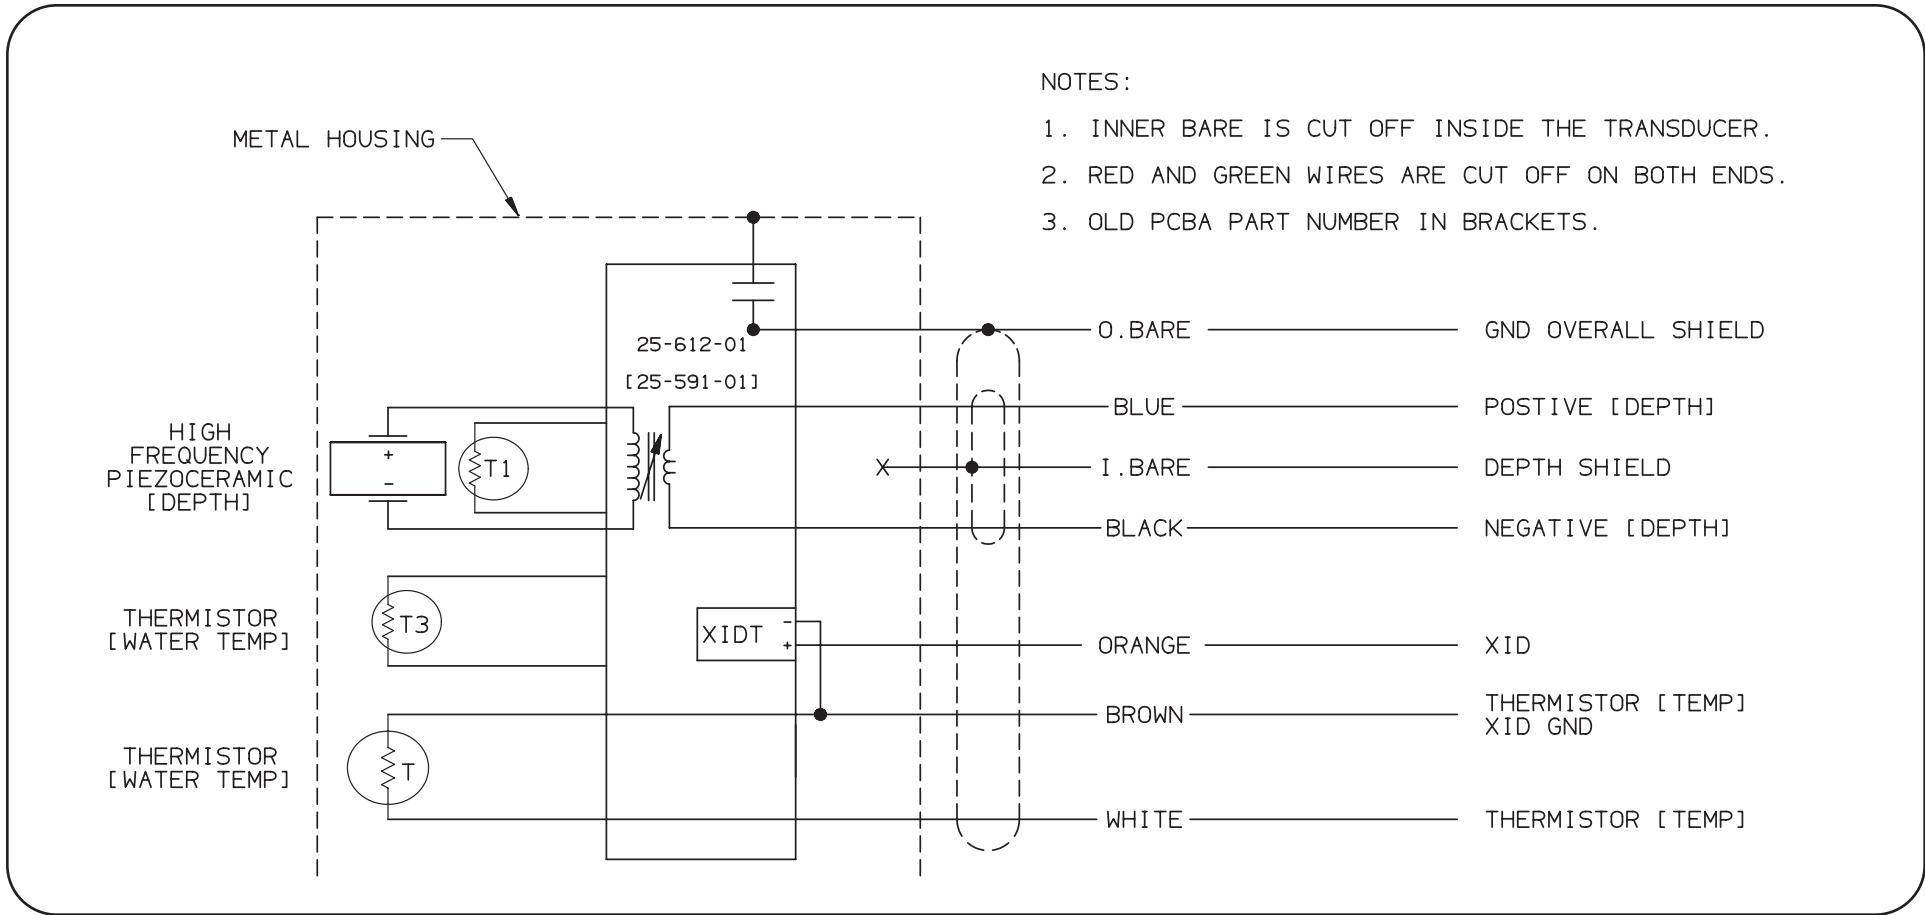 NOTES:
1. INNER BARE IS CUT OFF INSIDE THE TRANSDUCER.
2. RED AND GREEN WIRES ARE CUT OFF ON BOTH ENDS.
3. OLD PCBA PART NUMBER IN BRACKETS.
METAL HOUSING
25-612-01
[25-591-01]
HIGH
FREQUENCY
PIEZOCERAMIC
[DEPTH]
+
-
T1
THERMISTOR
[WATER TEMP]
T3
XIDT
-
+
THERMISTOR
[WATER TEMP]
T
O.BARE GND OVERALL SHIELD
BLUE POSTIVE [DEPTH]
X I.BARE DEPTH SHIELD
BLACK NEGATIVE [DEPTH]
ORANGE XID
BROWN THERMISTOR [TEMP]
XID GND
WHITE THERMISTOR [TEMP]